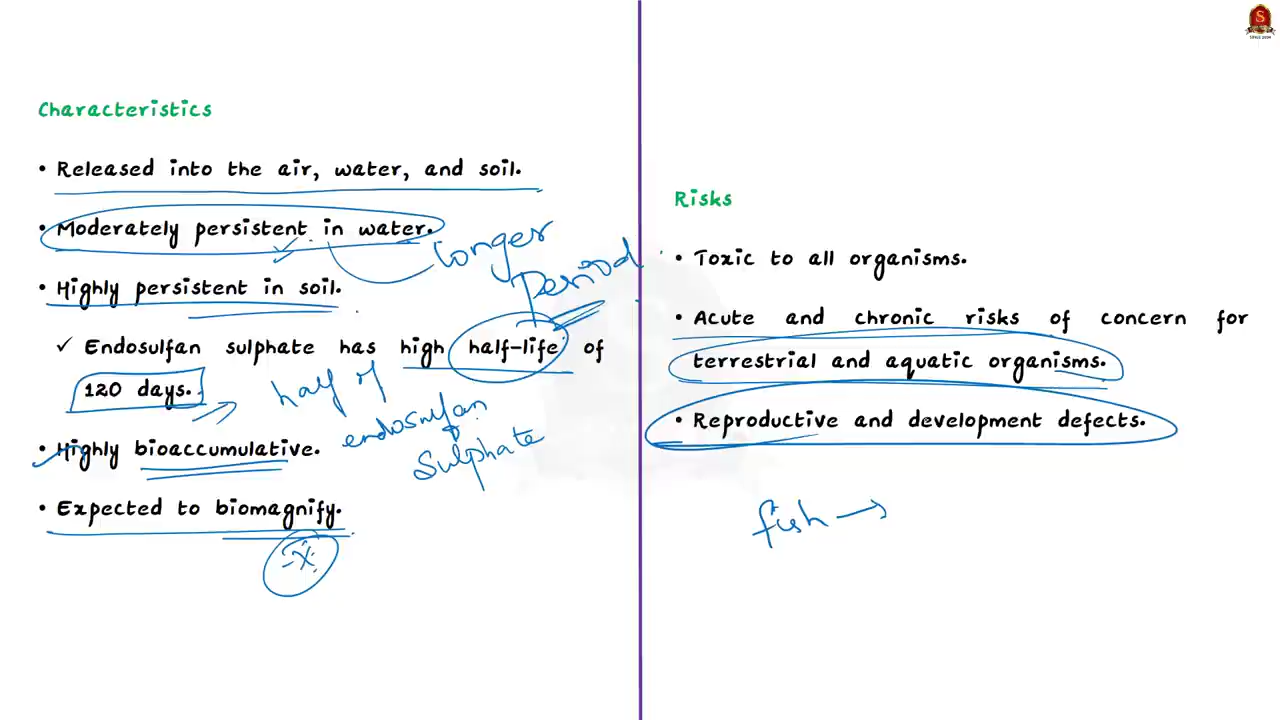 Characteristics
• Released into the air, water, and soil.
• Moderately persistent in water.
longer
period
• Highly persistent in soil.
✓ Endosulfan sulphate has high half-life of
120 days.
half of
endosulfan
sulphate
• Highly bioaccumulative.
• Expected to biomagnify.
Risks
• Toxic to all organisms.
• Acute and chronic risks of concern for
terrestrial and aquatic organisms.
• Reproductive and development defects.
fish →